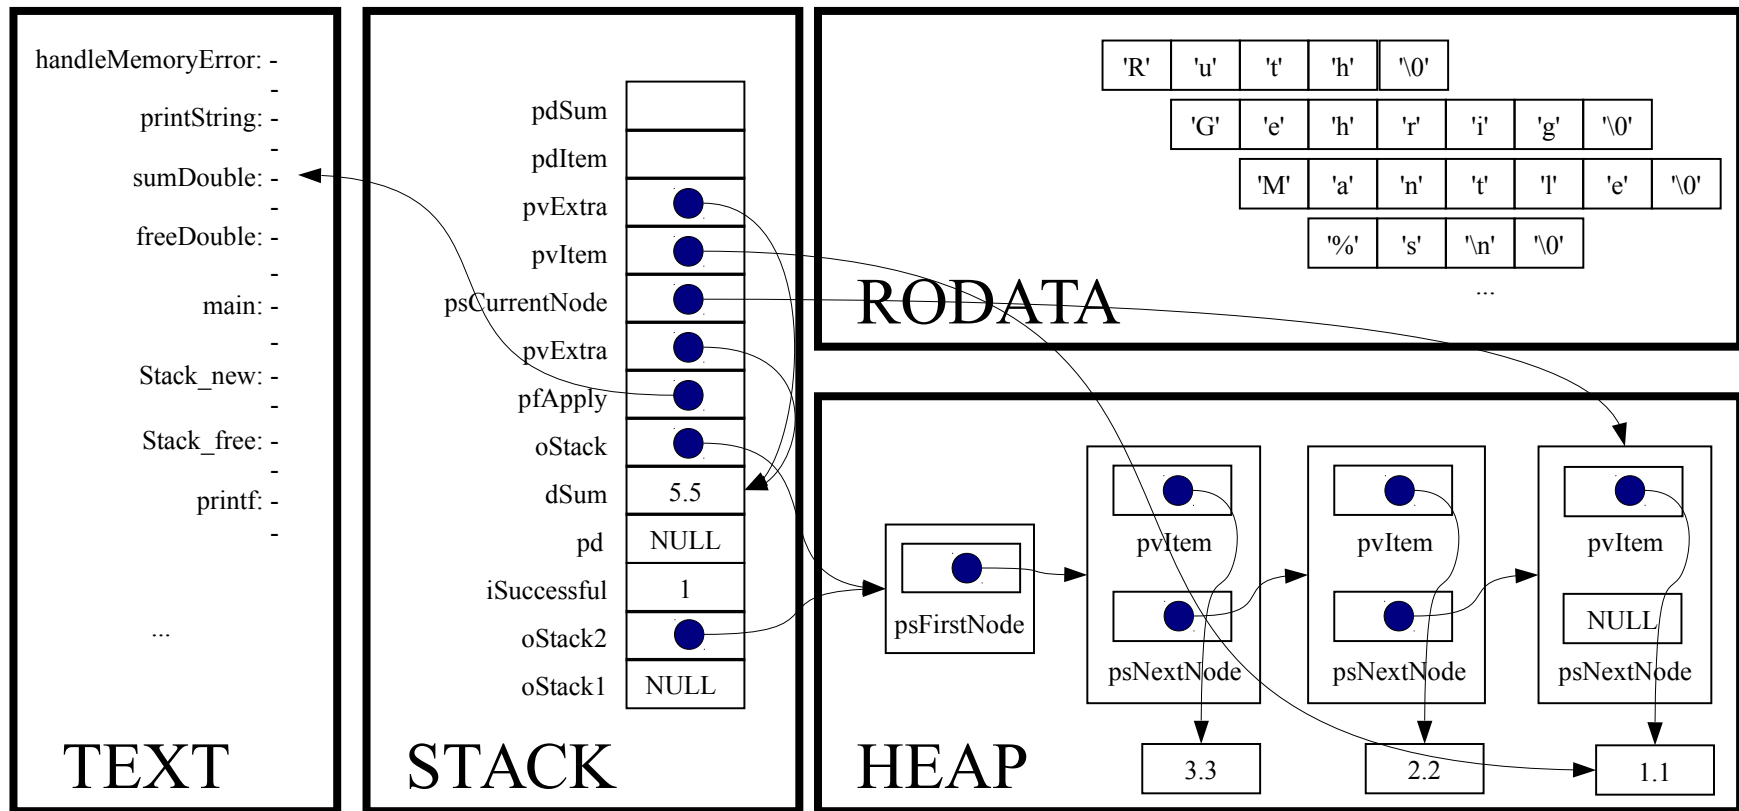 handleMemoryError: -
-
printString: -
-
sumDouble: -
-
freeDouble: -
-
main: -
-
Stack_new: -
-
Stack_free: -
-
printf: -
-
...
TEXT
pdSum
pdItem
pvExtra
pvItem
psCurrentNode
pvExtra
pfApply
oStack
dSum 5.5
pd NULL
iSuccessful 1
oStack2
oStack1 NULL
STACK
'R' 'u' 't' 'h' '\0'
'G' 'e' 'h' 'r' 'i' 'g' '\0'
'M' 'a' 'n' 't' 'l' 'e' '\0'
'%' 's' '\n' '\0'
...
RODATA
pvItem pvItem pvItem
NULL
psFirstNode
psNextNode psNextNode psNextNode
3.3 2.2 1.1
HEAP